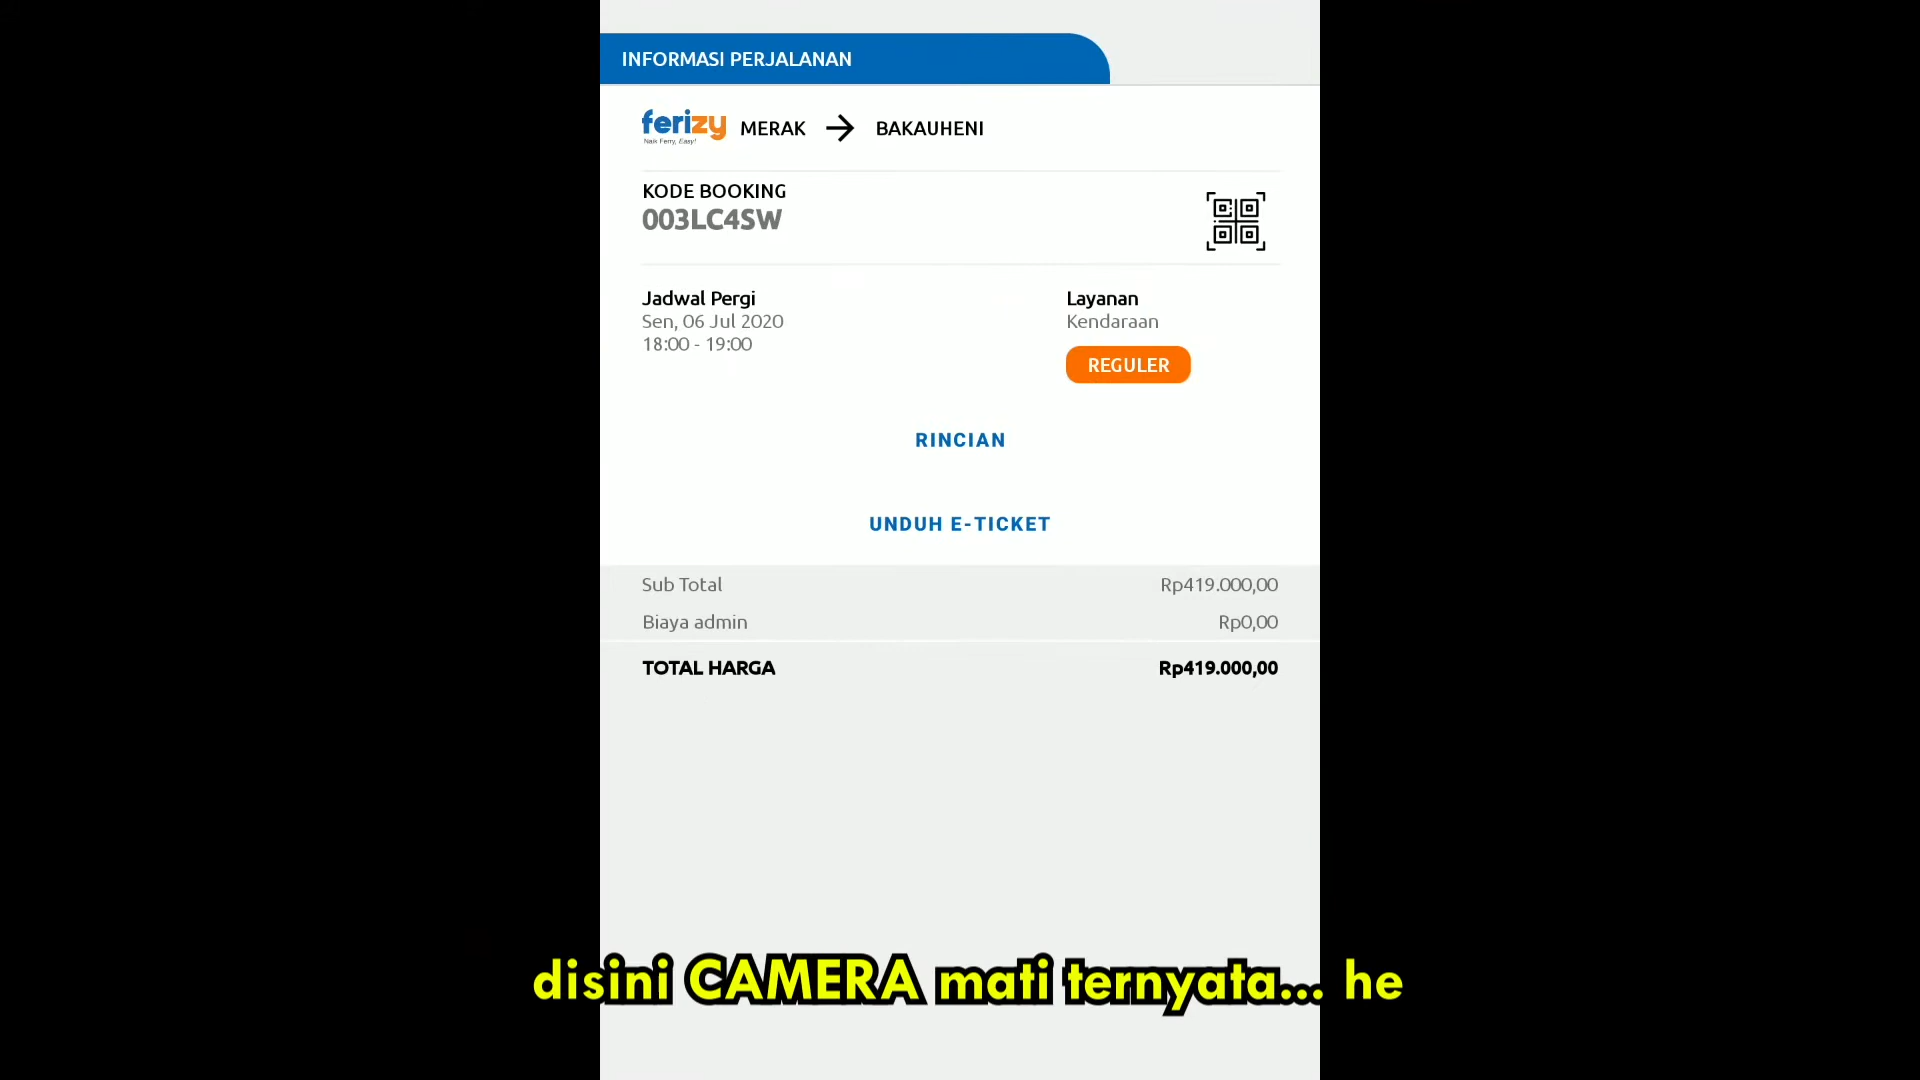 INFORMASI PERJALANAN
ferizy MERAK → BAKAUHENI
Naik Ferry, Easy!
KODE BOOKING
003LC4SW
Jadwal Pergi
Sen, 06 Jul 2020
18:00 - 19:00
Layanan
Kendaraan
REGULER
RINCIAN
UNDUH E-TICKET
Sub Total Rp419.000,00
Biaya admin Rp0,00
TOTAL HARGA Rp419.000,00
disini CAMERA mati ternyata... he